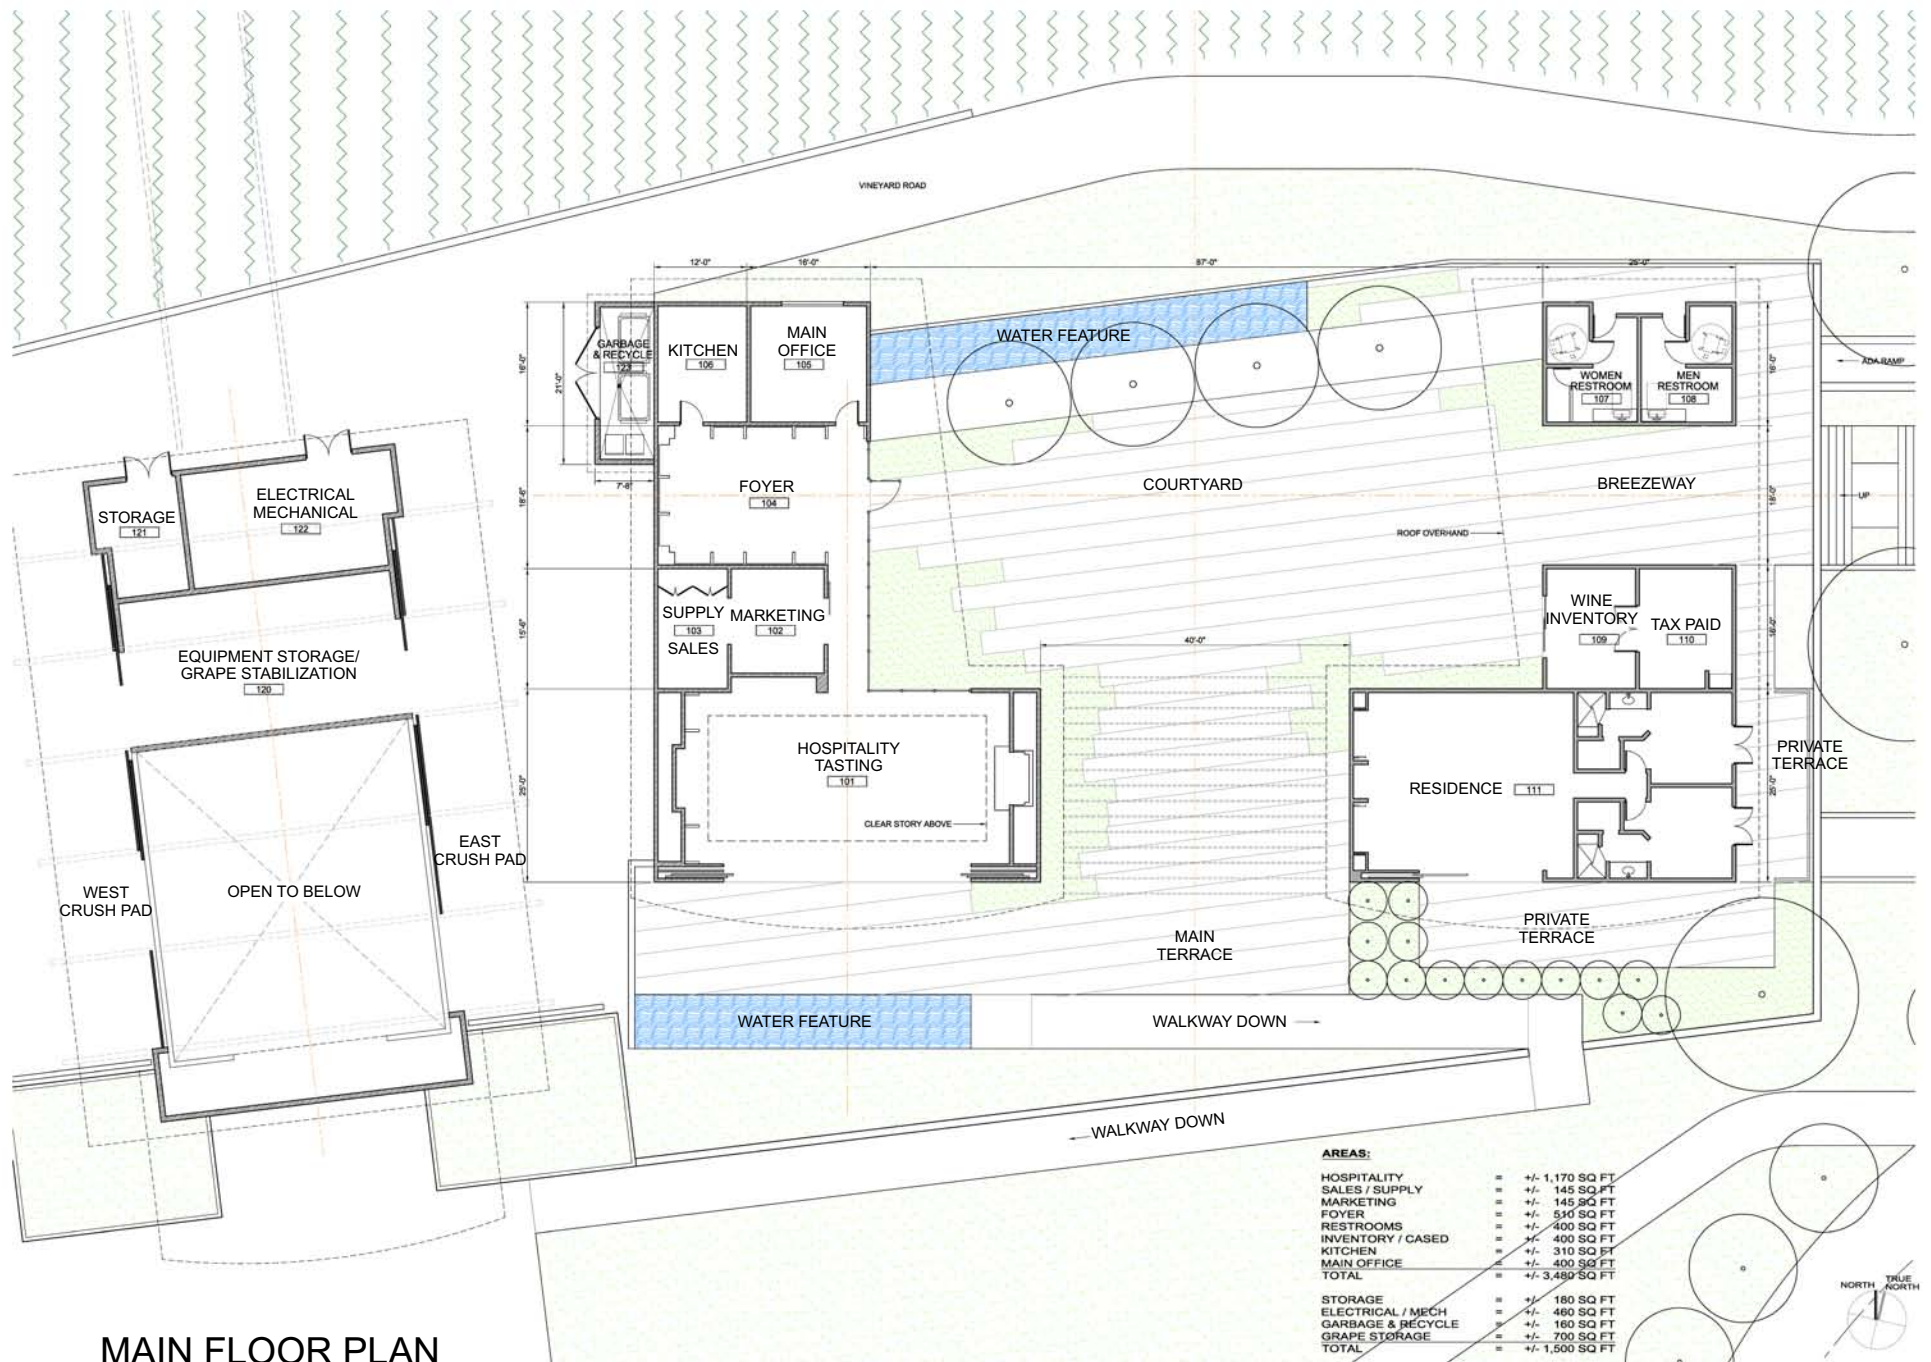 VINEYARD ROAD
12'-0"
16'-0"
87'-0"
25'-0"
WATER FEATURE
MAIN
OFFICE
105
KITCHEN
106
GARBAGE
& RECYCLE
123
16'-0"
21'-0"
7'-8"
WOMEN
RESTROOM
107
MEN
RESTROOM
108
16'-0"
ADA RAMP
STORAGE
121
ELECTRICAL
MECHANICAL
122
FOYER
104
COURTYARD
BREEZEWAY
18'-0"
UP
ROOF OVERHAND
SUPPLY
103
SALES
MARKETING
102
15'-6"
WINE
INVENTORY
109
TAX PAID
110
16'-0"
40'-0"
EQUIPMENT STORAGE/
GRAPE STABILIZATION
120
HOSPITALITY
TASTING
101
CLEAR STORY ABOVE
25'-0"
RESIDENCE
111
PRIVATE
TERRACE
25'-0"
EAST
CRUSH PAD
WEST
CRUSH PAD
OPEN TO BELOW
MAIN
TERRACE
PRIVATE
TERRACE
WATER FEATURE
WALKWAY DOWN
WALKWAY DOWN
AREAS:
HOSPITALITY = +/- 1,170 SQ FT
SALES / SUPPLY = +/- 145 SQ FT
MARKETING = +/- 145 SQ FT
FOYER = +/- 510 SQ FT
RESTROOMS = +/- 400 SQ FT
INVENTORY / CASED = +/- 400 SQ FT
KITCHEN = +/- 310 SQ FT
MAIN OFFICE = +/- 400 SQ FT
TOTAL = +/- 3,480 SQ FT
STORAGE = +/- 180 SQ FT
ELECTRICAL / MECH = +/- 460 SQ FT
GARBAGE & RECYCLE = +/- 160 SQ FT
GRAPE STORAGE = +/- 700 SQ FT
TOTAL = +/- 1,500 SQ FT
NORTH
TRUE
NORTH
MAIN FLOOR PLAN